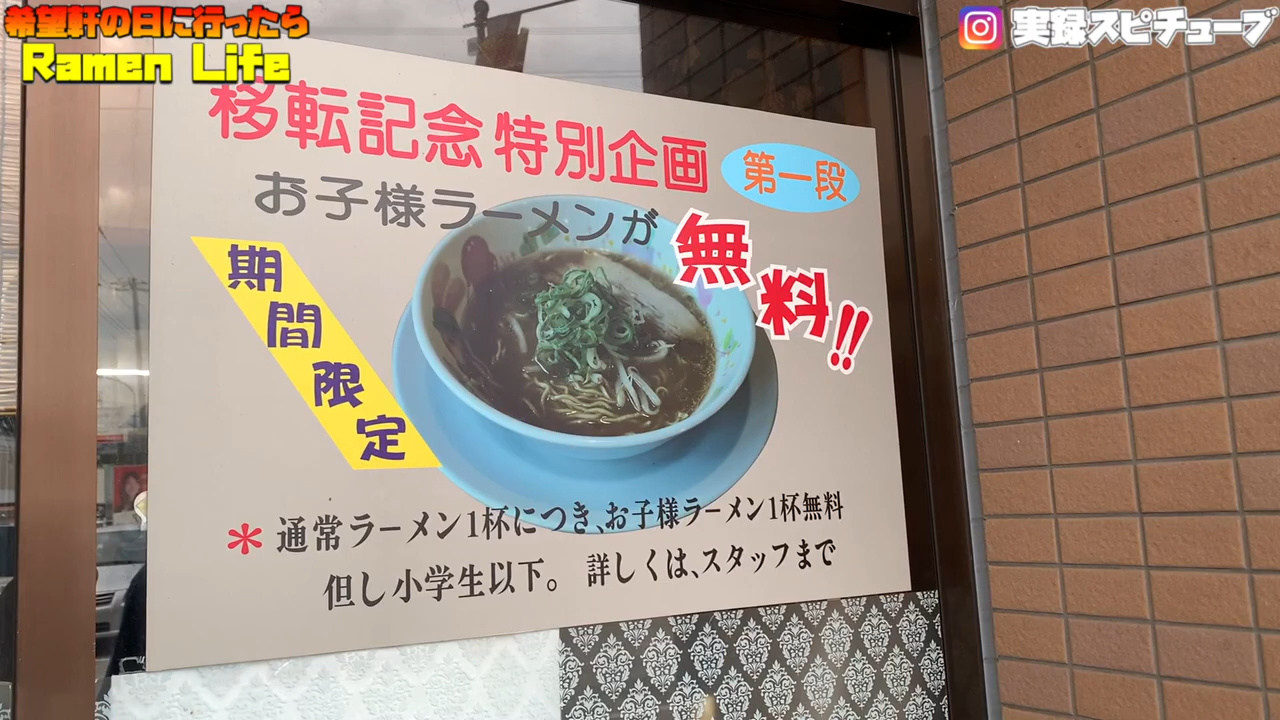 希望軒の日に行ったら
Ramen Life
実録スピチューブ
移転記念特別企画 第一段
お子様ラーメンが無料!!
期間限定
*通常ラーメン1杯につき、お子様ラーメン1杯無料
但し小学生以下。 詳しくは、スタッフまで